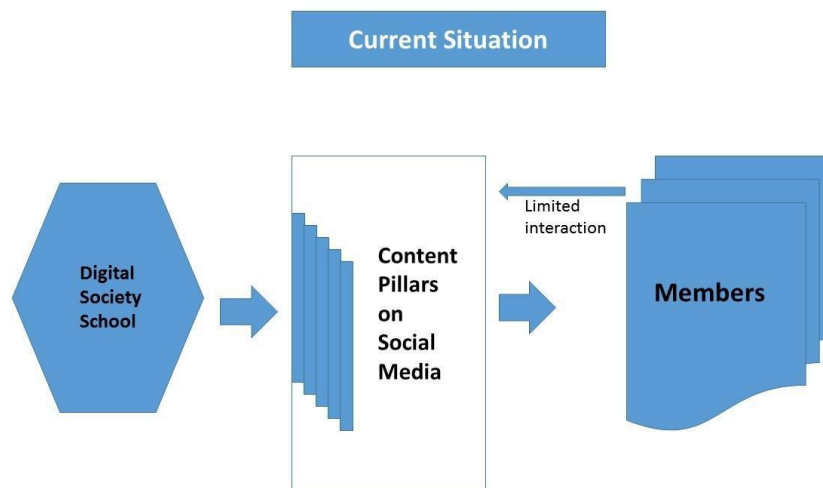 Current Situation
Digital
Society
School
Content
Pillars
on
Social
Media
Limited
interaction
Members